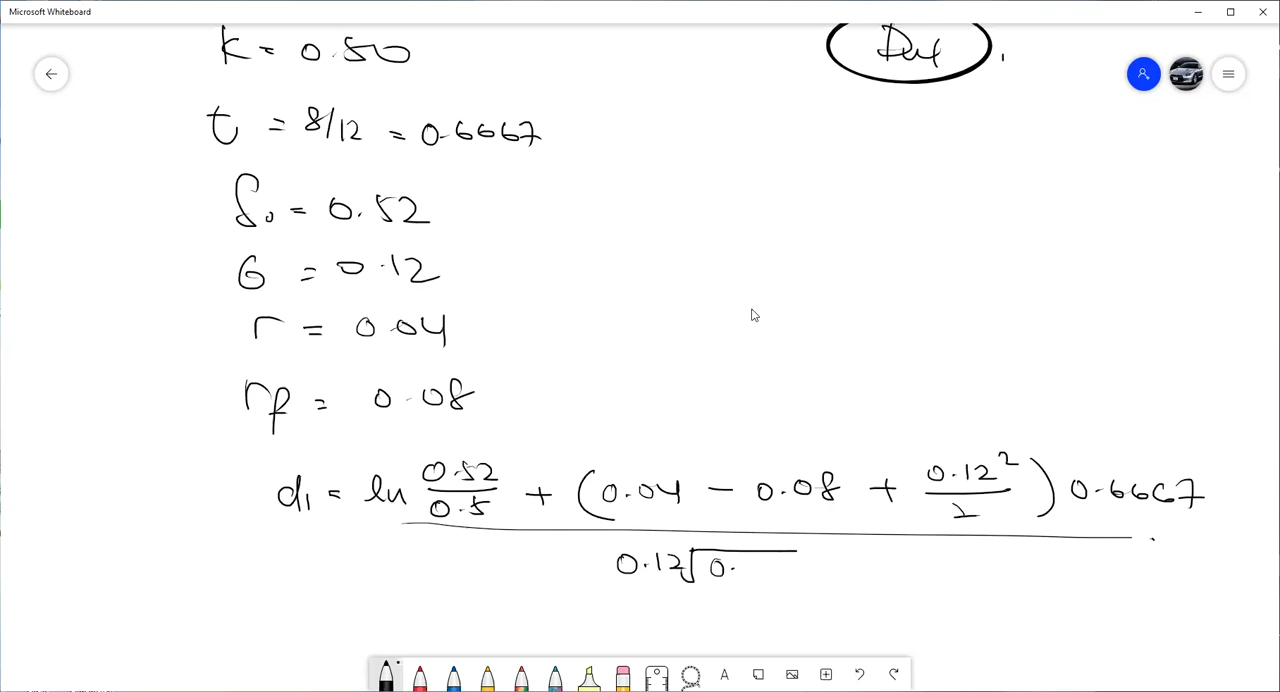 Microsoft Whiteboard
K = 0.50
t = 8/12 = 0.6667
S₀ = 0.52
σ = 0.12
r = 0.04
rf = 0.08
d₁ = ln 0.52/0.5 + (0.04 - 0.08 + 0.12²/2) 0.6667
0.12√0.
A